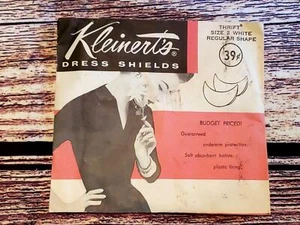 Kleinert's®
DRESS SHIELDS
THRIFT®
SIZE 2 WHITE
REGULAR SHAPE
39¢
BUDGET PRICED!
Guaranteed
underarm protection.
Soft absorbent batiste
plastic lining.